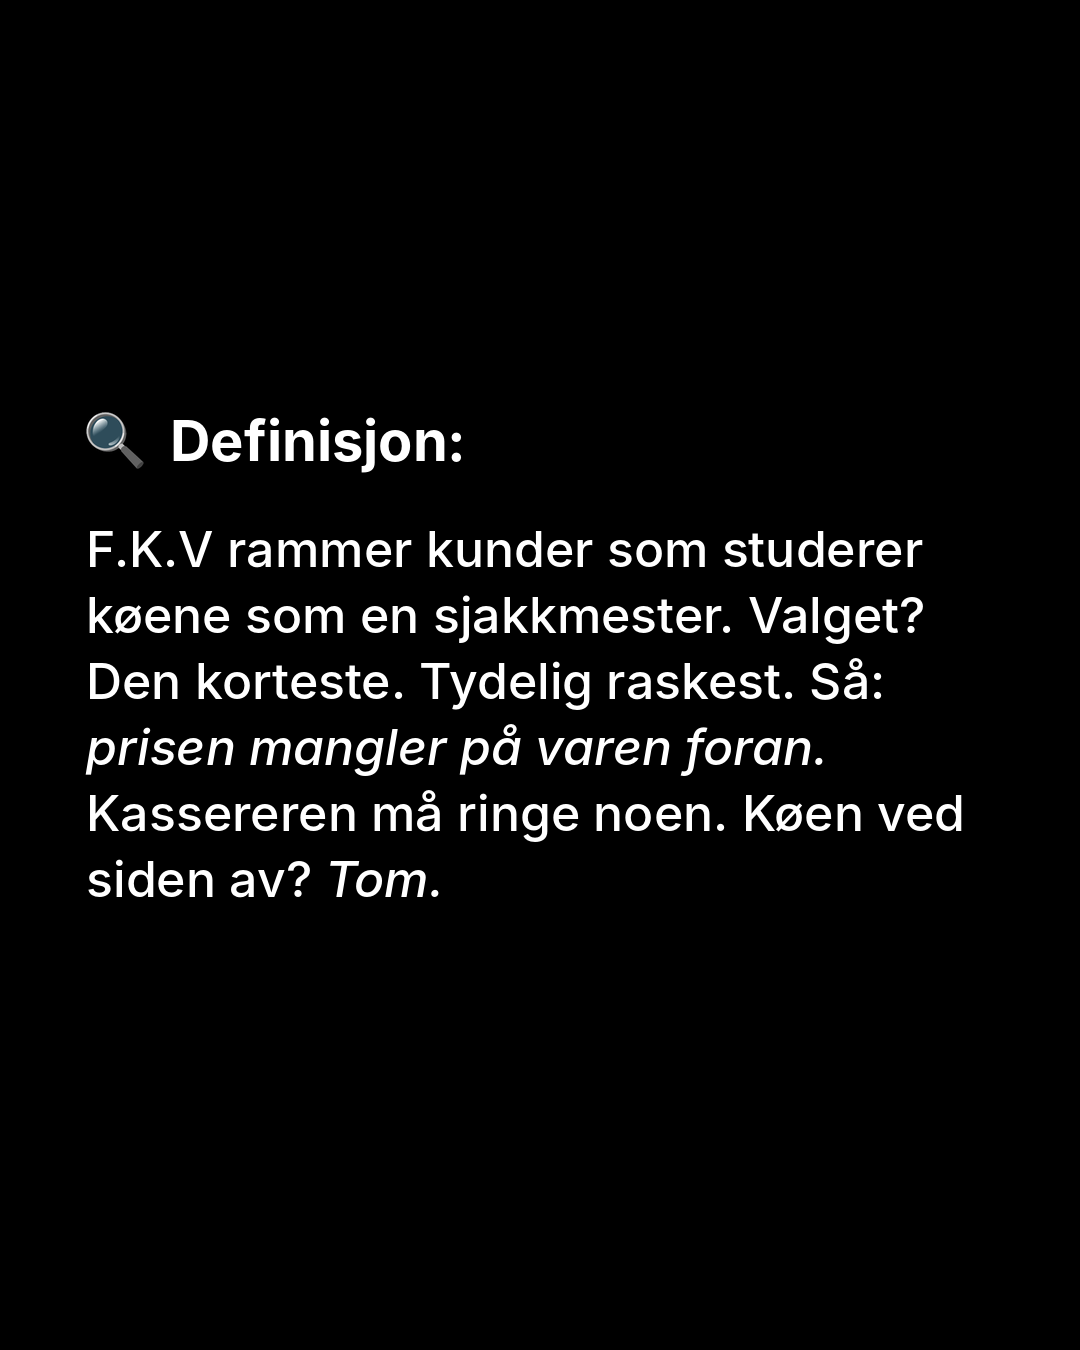 🔍 Definisjon:
F.K.V rammer kunder som studerer
køene som en sjakkmester. Valget?
Den korteste. Tydelig raskest. Så:
prisen mangler på varen foran.
Kassereren må ringe noen. Køen ved
siden av? Tom.